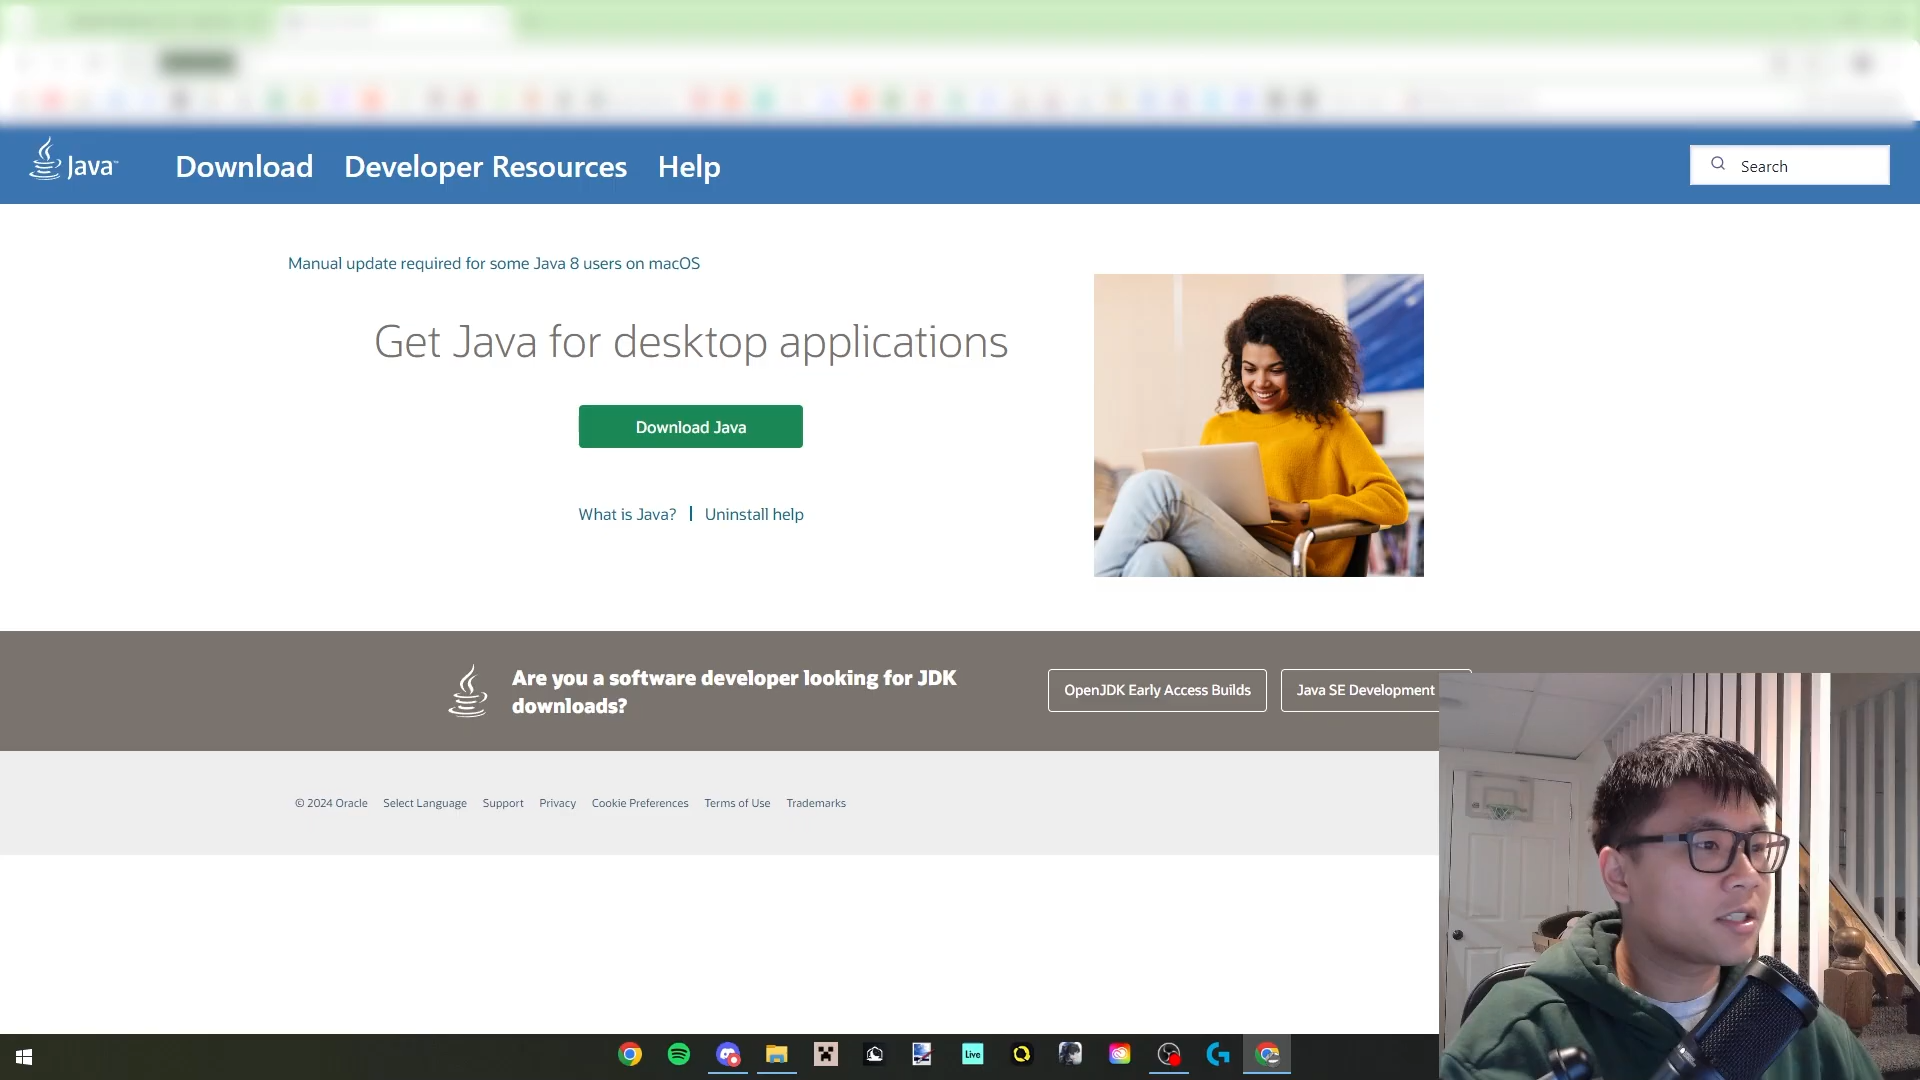 Java
Download
Developer Resources
Help
Search
Manual update required for some Java 8 users on macOS
Get Java for desktop applications
Download Java
What is Java?
Uninstall help
Are you a software developer looking for JDK
downloads?
OpenJDK Early Access Builds
Java SE Development
© 2024 Oracle
Select Language
Support
Privacy
Cookie Preferences
Terms of Use
Trademarks
Live